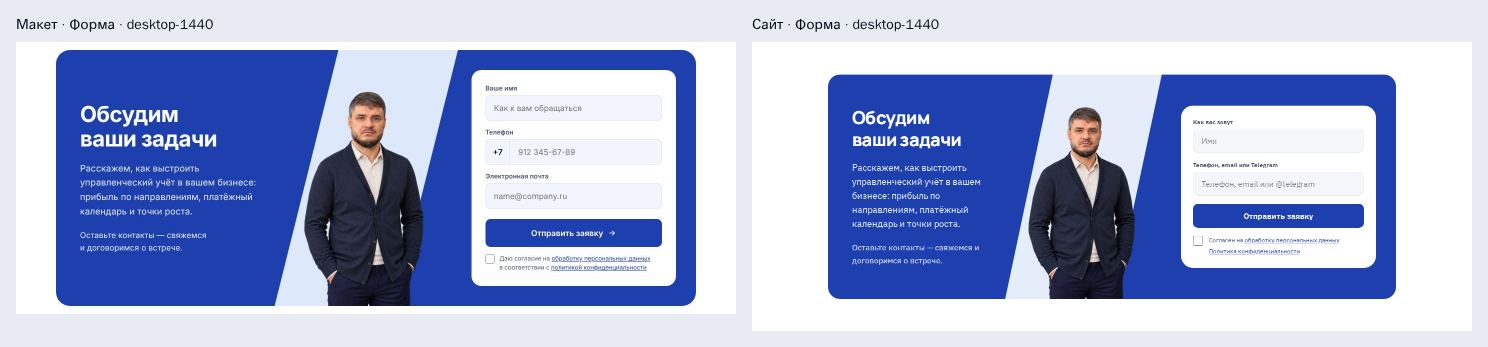 Макет · Форма · desktop-1440
Обсудим
ваши задачи
Расскажем, как выстроить
управленческий учёт в вашем бизнесе:
прибыль по направлениям, платёжный
календарь и точки роста.
Оставьте контакты — свяжемся
и договоримся о встрече.
Ваше имя
Как к вам обращаться
Телефон
+7 912 345-67-89
Электронная почта
name@company.ru
Отправить заявку →
Даю согласие на обработку персональных данных
в соответствии с политикой конфиденциальности
Сайт · Форма · desktop-1440
Обсудим
ваши задачи
Расскажем, как выстроить
управленческий учёт в вашем
бизнесе: прибыль по
направлениям, платёжный
календарь и точки роста.
Оставьте контакты — свяжемся и
договоримся о встрече.
Как вас зовут
Имя
Телефон, email или Telegram
Телефон, email или @telegram
Отправить заявку
Согласен на обработку персональных данных
Политика конфиденциальности